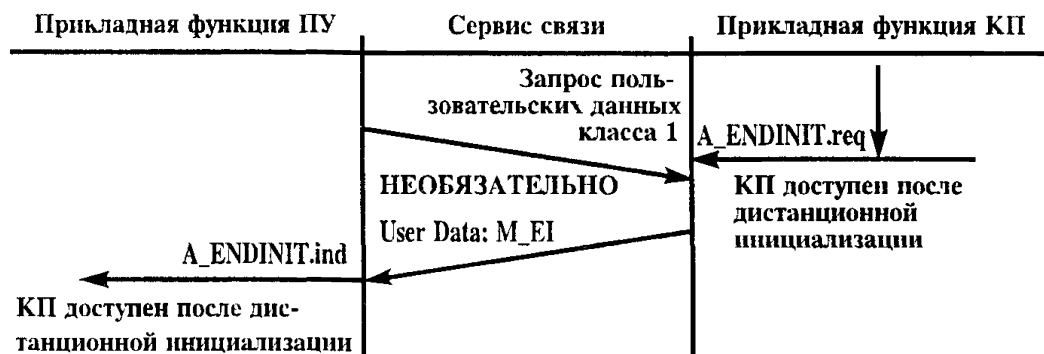 Прикладная функция ПУ
Сервис связи
Прикладная функция КП
Запрос поль-
зовательских данных
класса 1
A_ENDINIT.req
НЕОБЯЗАТЕЛЬНО
КП доступен после
дистанционной
инициализации
User Data: M_EI
A_ENDINIT.ind
КП доступен после дис-
танционной инициализации